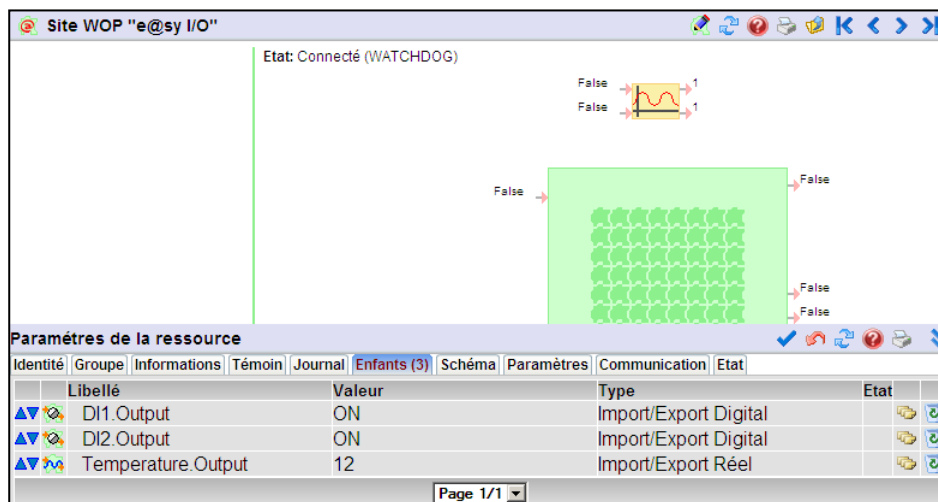 Site WOP "e@sy I/O"
Etat: Connecté (WATCHDOG)
False 1
False 1
False False
False
False
Paramétres de la ressource
Identité Groupe Informations Témoin Journal Enfants (3) Schéma Paramètres Communication Etat
Libellé Valeur Type Etat
DI1.Output ON Import/Export Digital
DI2.Output ON Import/Export Digital
Temperature.Output 12 Import/Export Réel
Page 1/1